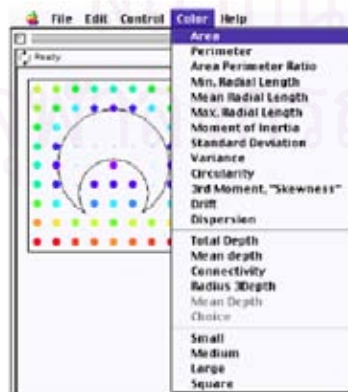 File Edit Control Color Help
Ready
Area
Perimeter
Area Perimeter Ratio
Min. Radial Length
Mean Radial Length
Max. Radial Length
Moment of Inertia
Standard Deviation
Variance
Circularity
3rd Moment, "Skewness"
Drift
Dispersion
Total Depth
Mean depth
Connectivity
Radius 3Depth
Mean Depth
Choice
Small
Medium
Large
Square